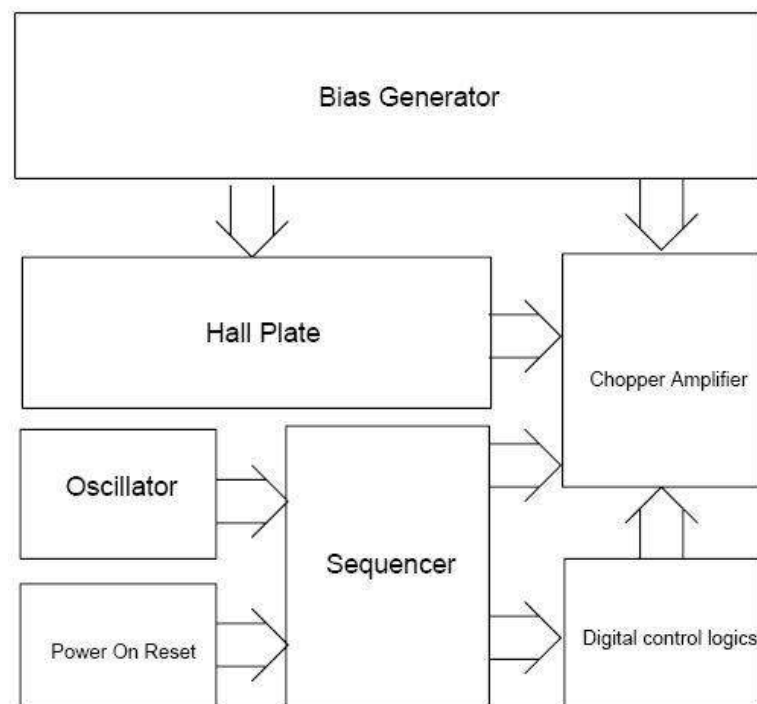 Bias Generator
Hall Plate
Chopper Amplifier
Oscillator
Sequencer
Power On Reset
Digital control logics